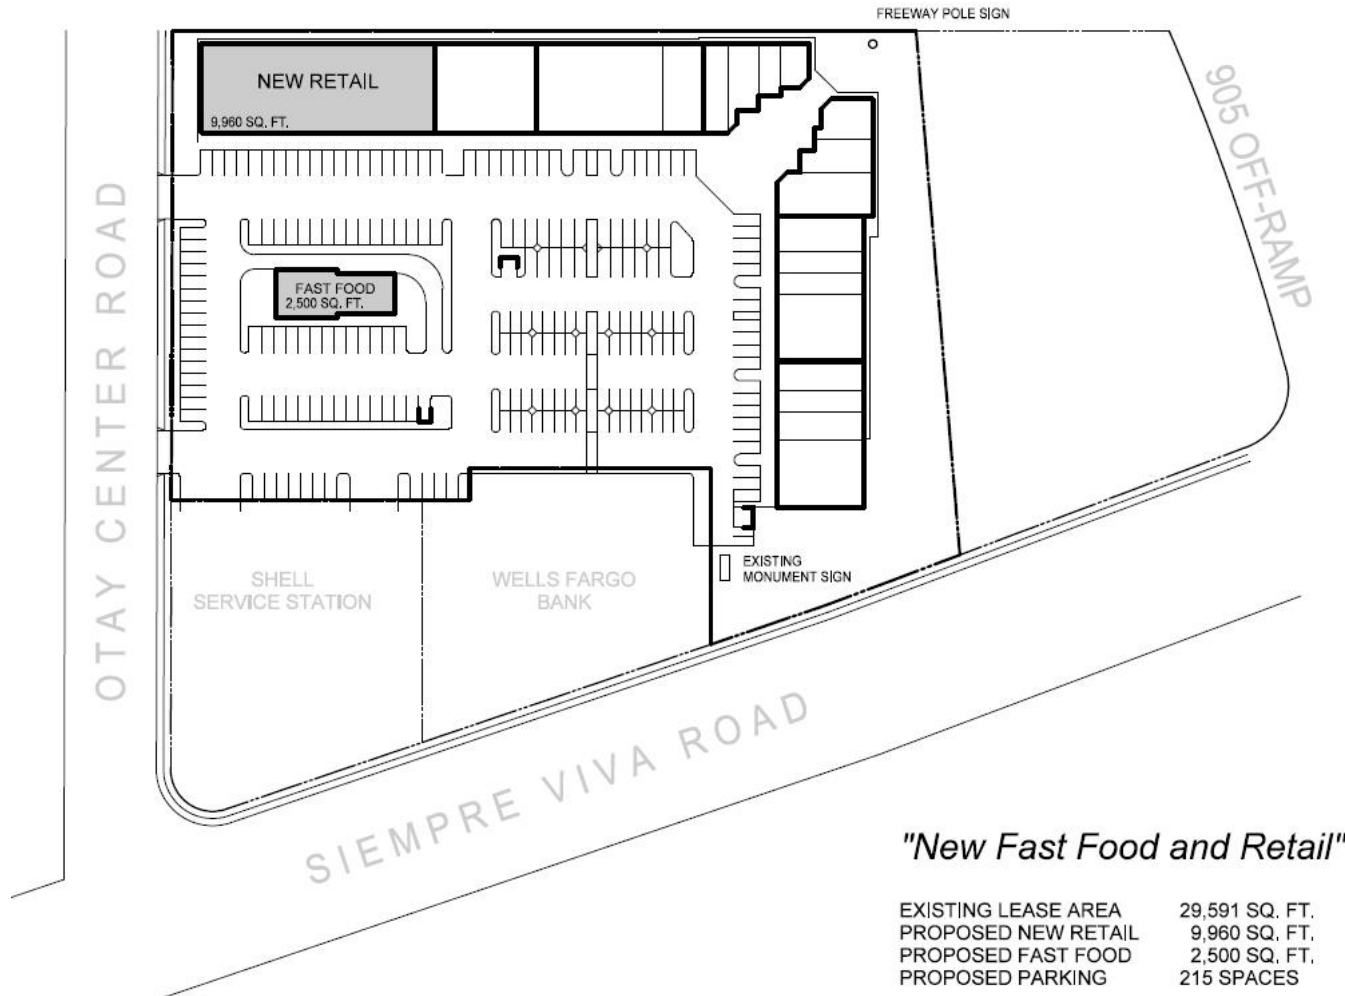 FREEWAY POLE SIGN
NEW RETAIL
9,960 SQ. FT.
905 OFF-RAMP
OTAY CENTER ROAD
FAST FOOD
2,500 SQ. FT.
EXISTING
MONUMENT SIGN
SHELL
SERVICE STATION
WELLS FARGO
BANK
SIEMPRE VIVA ROAD
"New Fast Food and Retail"
EXISTING LEASE AREA 29,591 SQ. FT.
PROPOSED NEW RETAIL 9,960 SQ. FT.
PROPOSED FAST FOOD 2,500 SQ. FT.
PROPOSED PARKING 215 SPACES